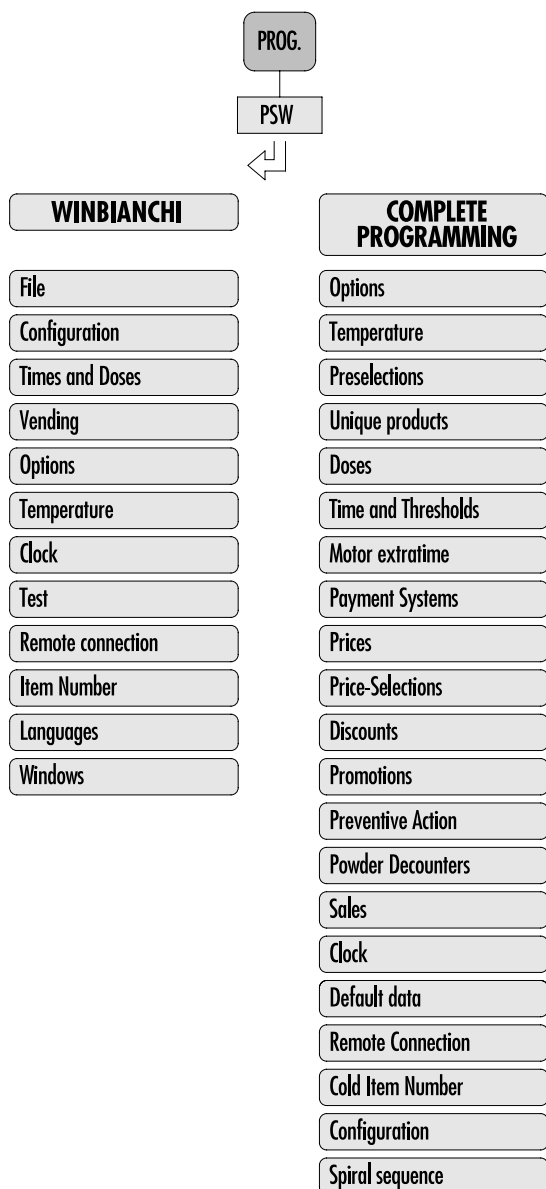 PROG.
PSW
WINBIANCHI
File
Configuration
Times and Doses
Vending
Options
Temperature
Clock
Test
Remote connection
Item Number
Languages
Windows
COMPLETE
PROGRAMMING
Options
Temperature
Preselections
Unique products
Doses
Time and Thresholds
Motor extratime
Payment Systems
Prices
Price-Selections
Discounts
Promotions
Preventive Action
Powder Decounters
Sales
Clock
Default data
Remote Connection
Cold Item Number
Configuration
Spiral sequence